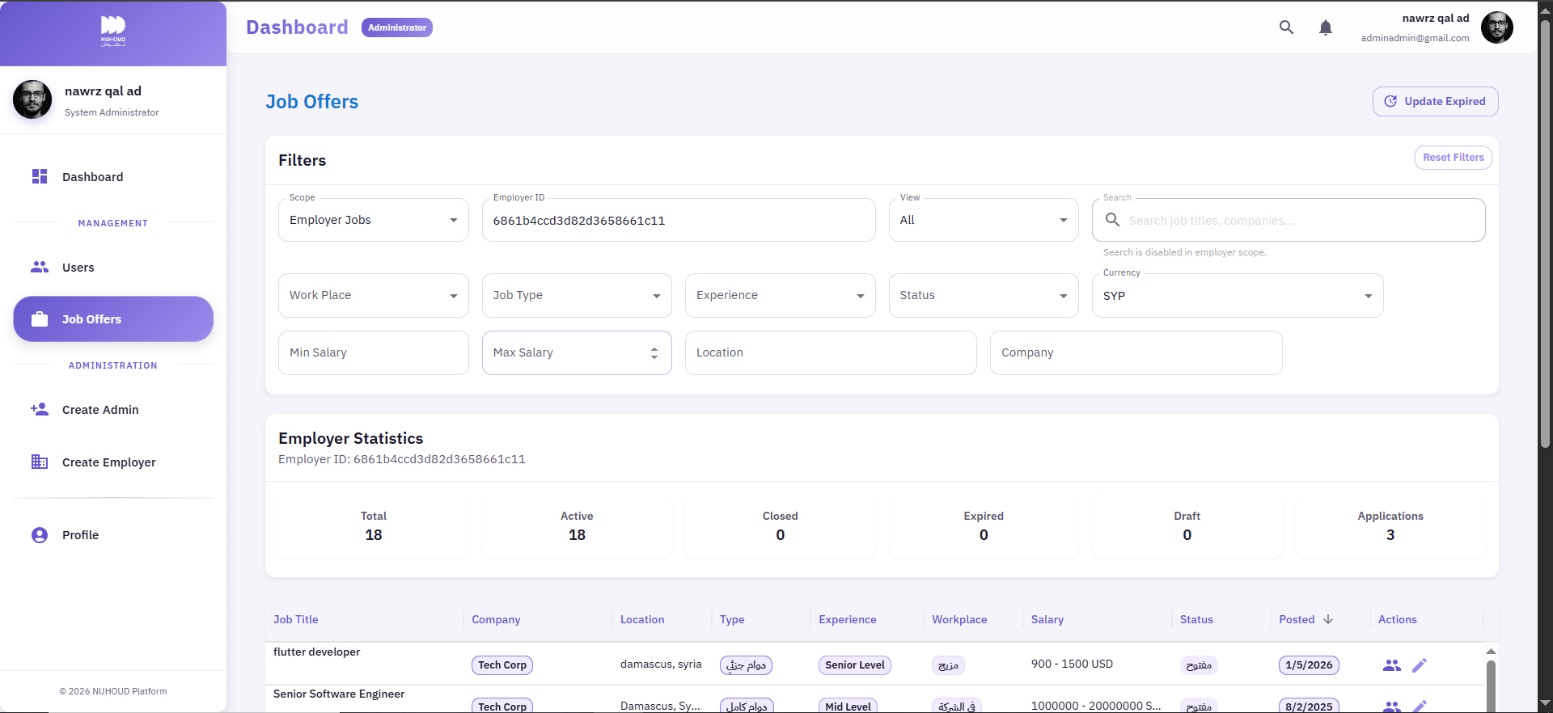 NUHOUD
Dashboard
Administrator
nawrz qal ad
adminadmin@gmail.com
nawrz qal ad
System Administrator
Dashboard
MANAGEMENT
Users
Job Offers
ADMINISTRATION
Create Admin
Create Employer
Profile
© 2026 NUHOUD Platform
Job Offers
Update Expired
Filters
Reset Filters
Scope
Employer Jobs
Employer ID
6861b4ccd3d82d3658661c11
View
All
Search
Search job titles, companies...
Search is disabled in employer scope.
Work Place
Job Type
Experience
Status
Currency
SYP
Min Salary
Max Salary
Location
Company
Employer Statistics
Employer ID: 6861b4ccd3d82d3658661c11
Total
18
Active
18
Closed
0
Expired
0
Draft
0
Applications
3
Job Title Company Location Type Experience Workplace Salary Status Posted Actions
flutter developer Tech Corp damascus, syria دوام جزئي Senior Level مزيج 900 - 1500 USD مفتوح 1/5/2026
Senior Software Engineer Tech Corp Damascus, Sy... دوام كامل Mid Level في الشركة 1000000 - 20000000 S... مفتوح 8/2/2025